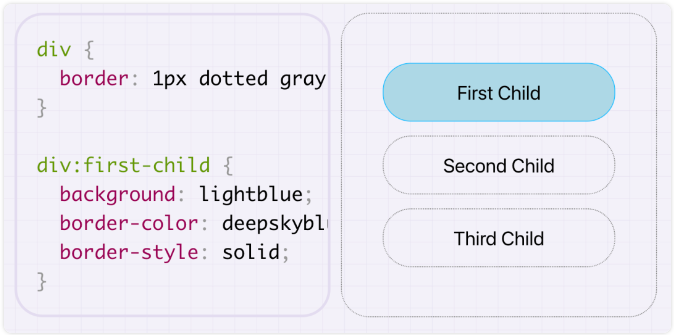 div {
  border: 1px dotted gray
}

div:first-child {
  background: lightblue;
  border-color: deepskyblu
  border-style: solid;
}
First Child
Second Child
Third Child